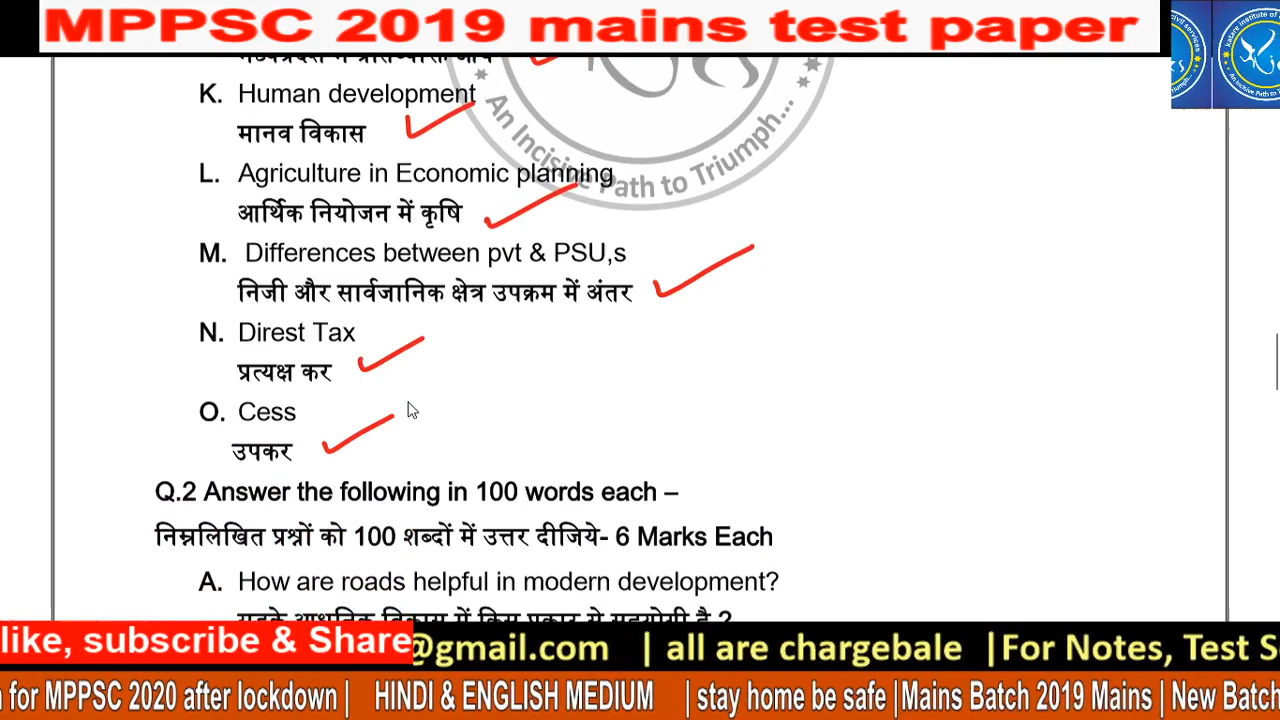 MPPSC 2019 mains test paper
K. Human development
मानव विकास
L. Agriculture in Economic planning
आर्थिक नियोजन में कृषि
M. Differences between pvt & PSU,s
निजी और सार्वजानिक क्षेत्र उपक्रम में अंतर
N. Direst Tax
प्रत्यक्ष कर
O. Cess
उपकर
Q.2 Answer the following in 100 words each –
निम्नलिखित प्रश्नों को 100 शब्दों में उत्तर दीजिये- 6 Marks Each
A. How are roads helpful in modern development?
An Incisive Path to Triumph...
like, subscribe & Share
@gmail.com | all are chargebale |For Notes, Test S
for MPPSC 2020 after lockdown | HINDI & ENGLISH MEDIUM | stay home be safe |Mains Batch 2019 Mains | New Batch